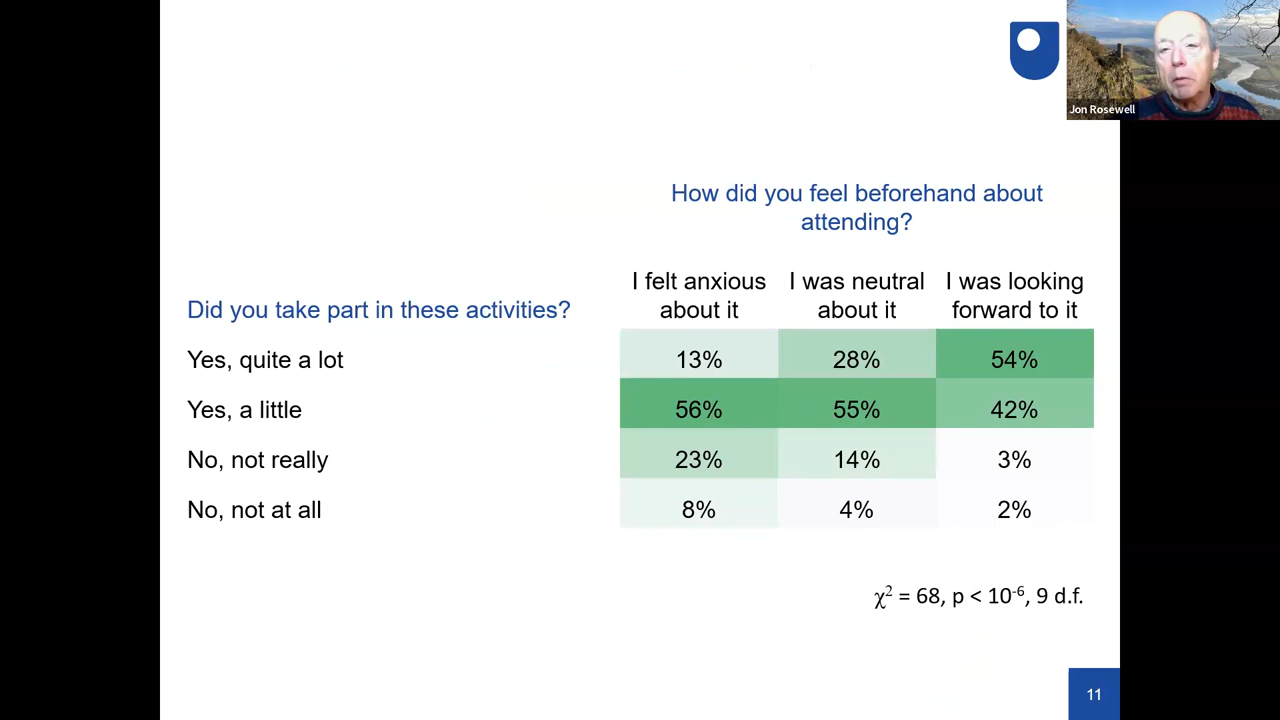 Jon Rosewell
How did you feel beforehand about
attending?
I felt anxious I was neutral I was looking
about it about it forward to it
Did you take part in these activities?
Yes, quite a lot 13% 28% 54%
Yes, a little 56% 55% 42%
No, not really 23% 14% 3%
No, not at all 8% 4% 2%
χ² = 68, p < 10⁻⁶, 9 d.f.
11